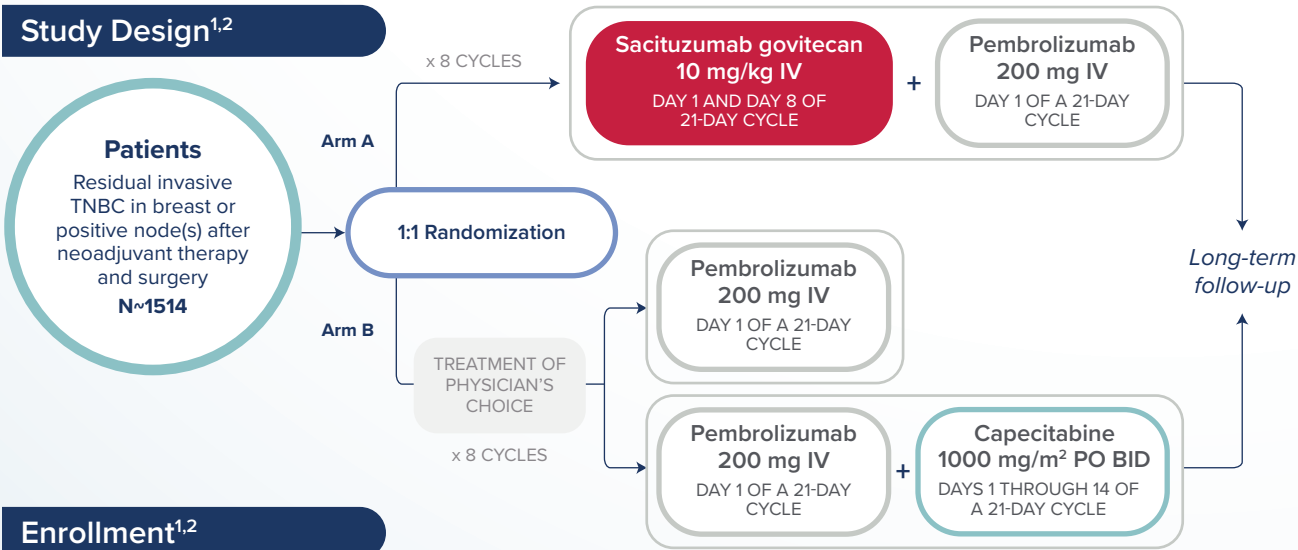 Study Design1,2
x 8 CYCLES
Sacituzumab govitecan
10 mg/kg IV
DAY 1 AND DAY 8 OF
21-DAY CYCLE
+
Pembrolizumab
200 mg IV
DAY 1 OF A 21-DAY
CYCLE
Patients
Residual invasive
TNBC in breast or
positive node(s) after
neoadjuvant therapy
and surgery
N~1514
Arm A
1:1 Randomization
Arm B
Pembrolizumab
200 mg IV
DAY 1 OF A 21-DAY
CYCLE
Long-term
follow-up
TREATMENT OF
PHYSICIAN'S
CHOICE
x 8 CYCLES
Pembrolizumab
200 mg IV
DAY 1 OF A 21-DAY
CYCLE
+
Capecitabine
1000 mg/m² PO BID
DAYS 1 THROUGH 14 OF
A 21-DAY CYCLE
Enrollment1,2